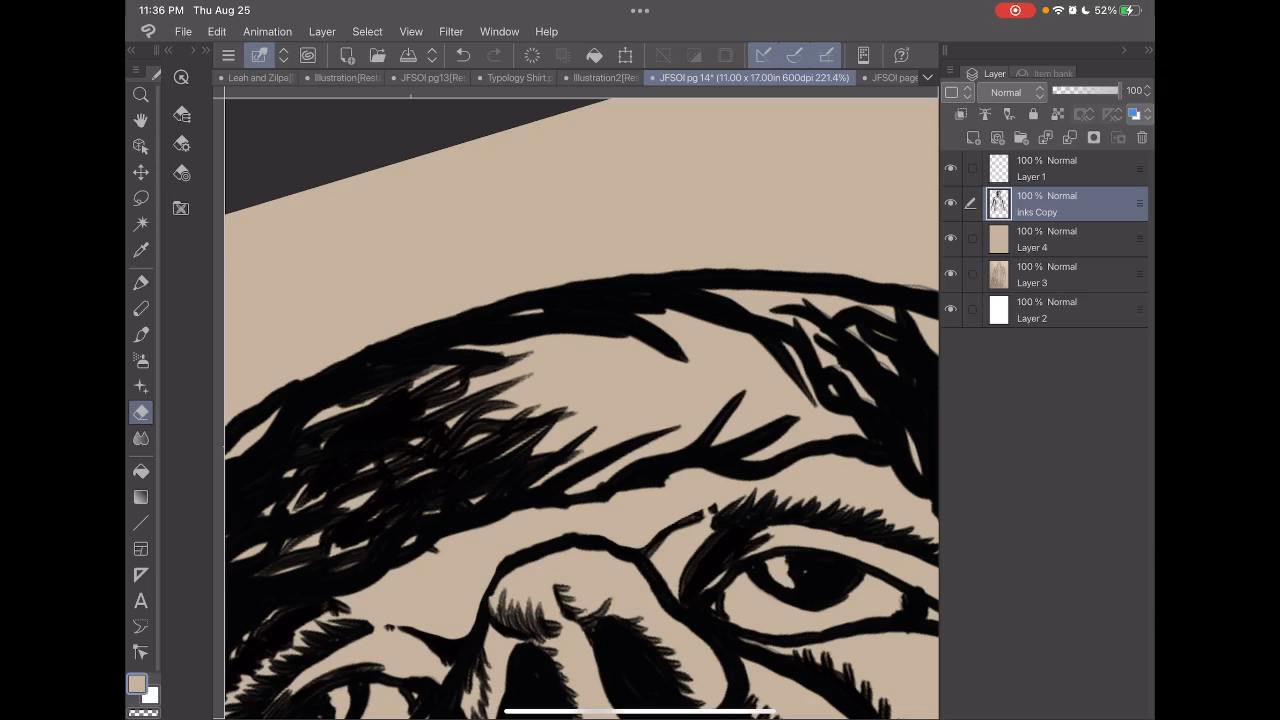 11:36 PM Thu Aug 25
52%
File Edit Animation Layer Select View Filter Window Help
Leah and Zilpa[ Illustration[Rest JFSOI pg13[Re: Typology Shirt. Illustration2[Re: JFSOI pg 14* (11.00 x 17.00in 600dpi 221.4%) JFSOI page
Layer Item bank
Normal 100
100 % Normal
Layer 1
100 % Normal
inks Copy
100 % Normal
Layer 4
100 % Normal
Layer 3
100 % Normal
Layer 2